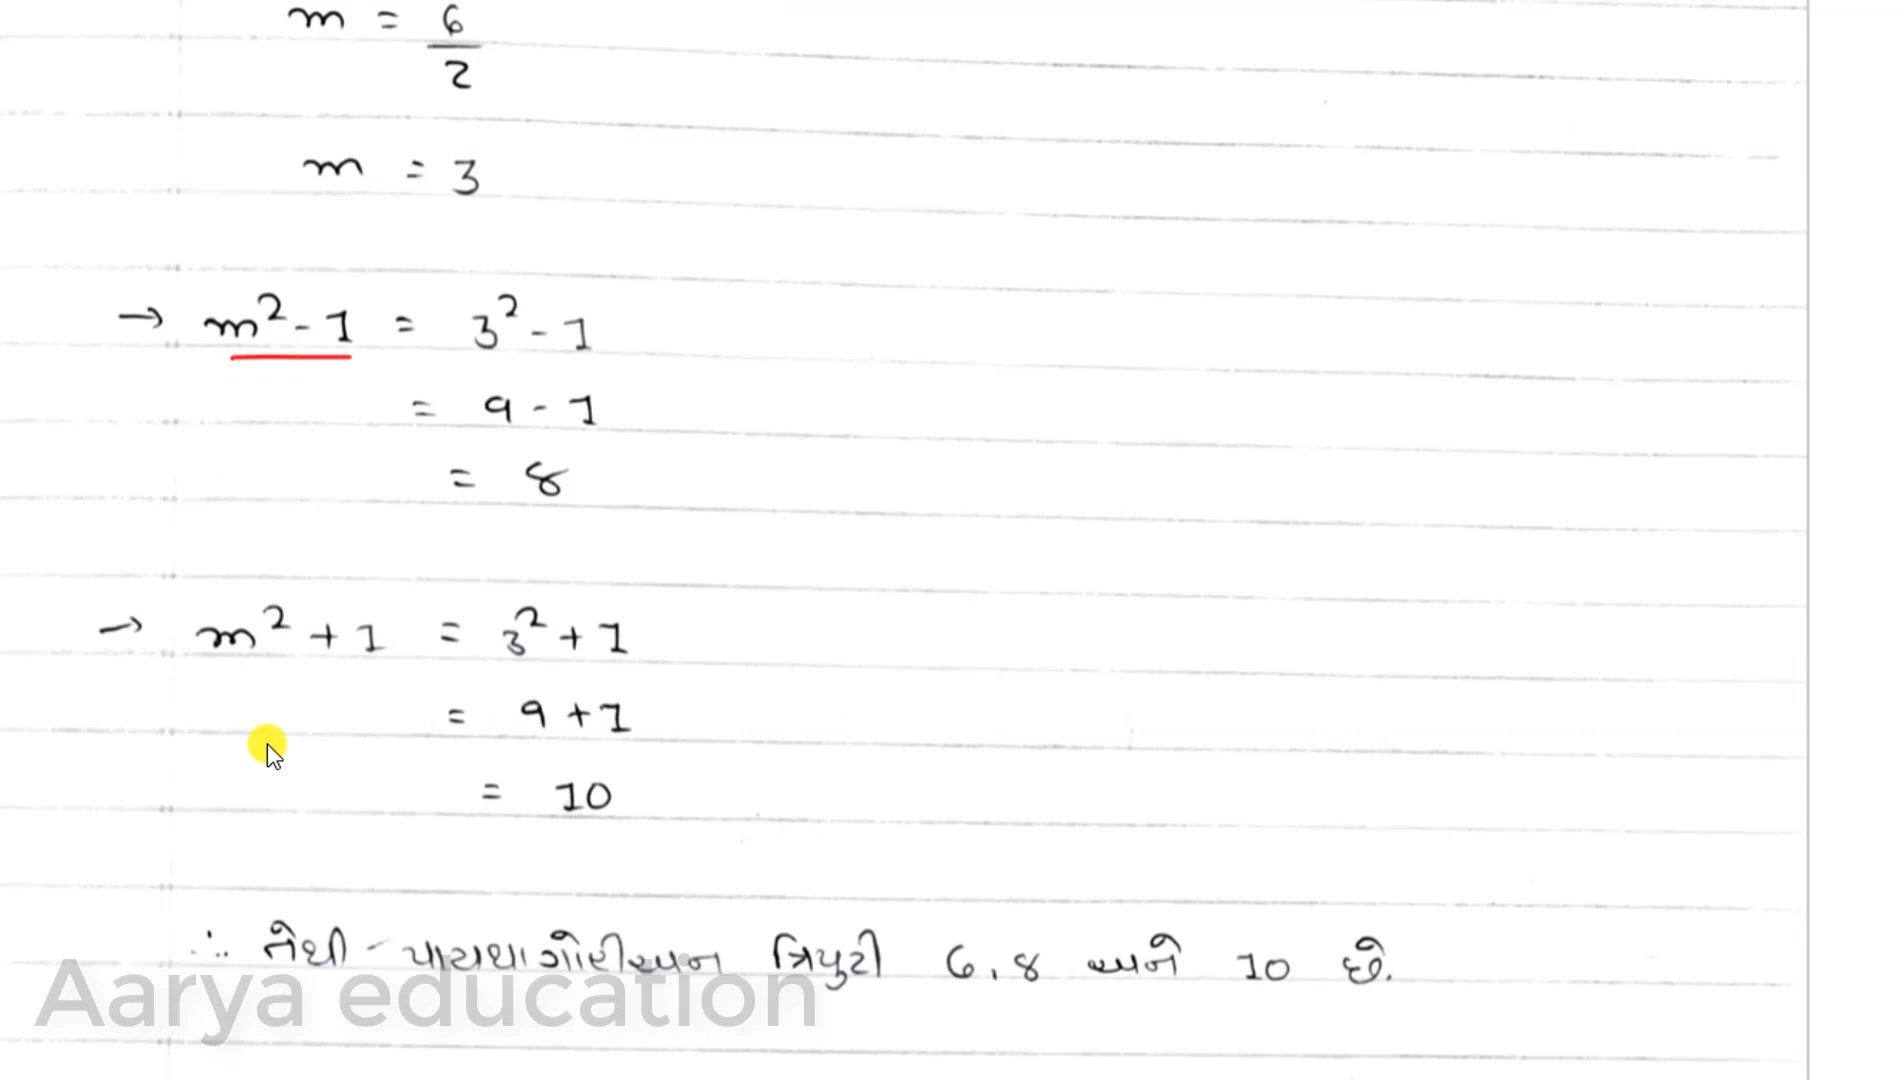 m = 6/2
m = 3
→ m² - 1 = 3² - 1
= 9 - 1
= 8
→ m² + 1 = 3² + 1
= 9 + 1
= 10
∴ તેથી પાયથાગોરીયન ત્રિપુટી 6, 8 અને 10 છે.
Aarya education